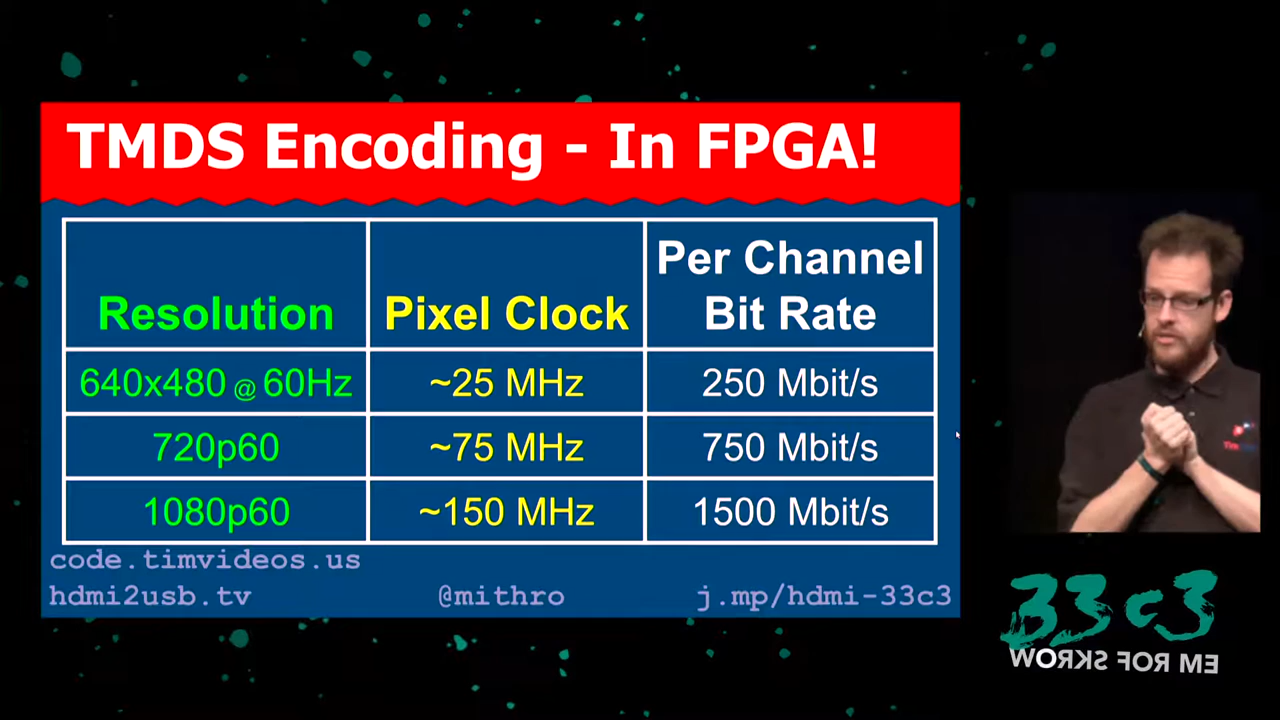 TMDS Encoding - In FPGA!
Resolution
Pixel Clock
Per Channel
Bit Rate
640x480 @ 60Hz
~25 MHz
250 Mbit/s
720p60
~75 MHz
750 Mbit/s
1080p60
~150 MHz
1500 Mbit/s
code.timvideos.us
hdmi2usb.tv
@mithro
j.mp/hdmi-33c3
33c3
WORKS FOR ME